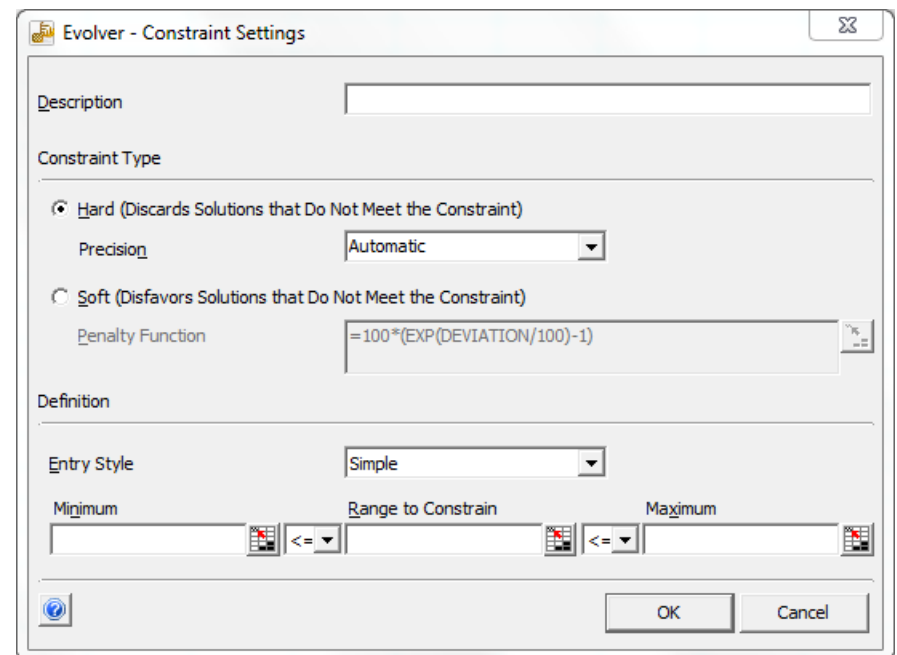 Evolver - Constraint Settings
Description
Constraint Type
Hard (Discards Solutions that Do Not Meet the Constraint)
Precision Automatic
Soft (Disfavors Solutions that Do Not Meet the Constraint)
Penalty Function =100*(EXP(DEVIATION/100)-1)
Definition
Entry Style Simple
Minimum Range to Constrain Maximum
<= <=
OK Cancel